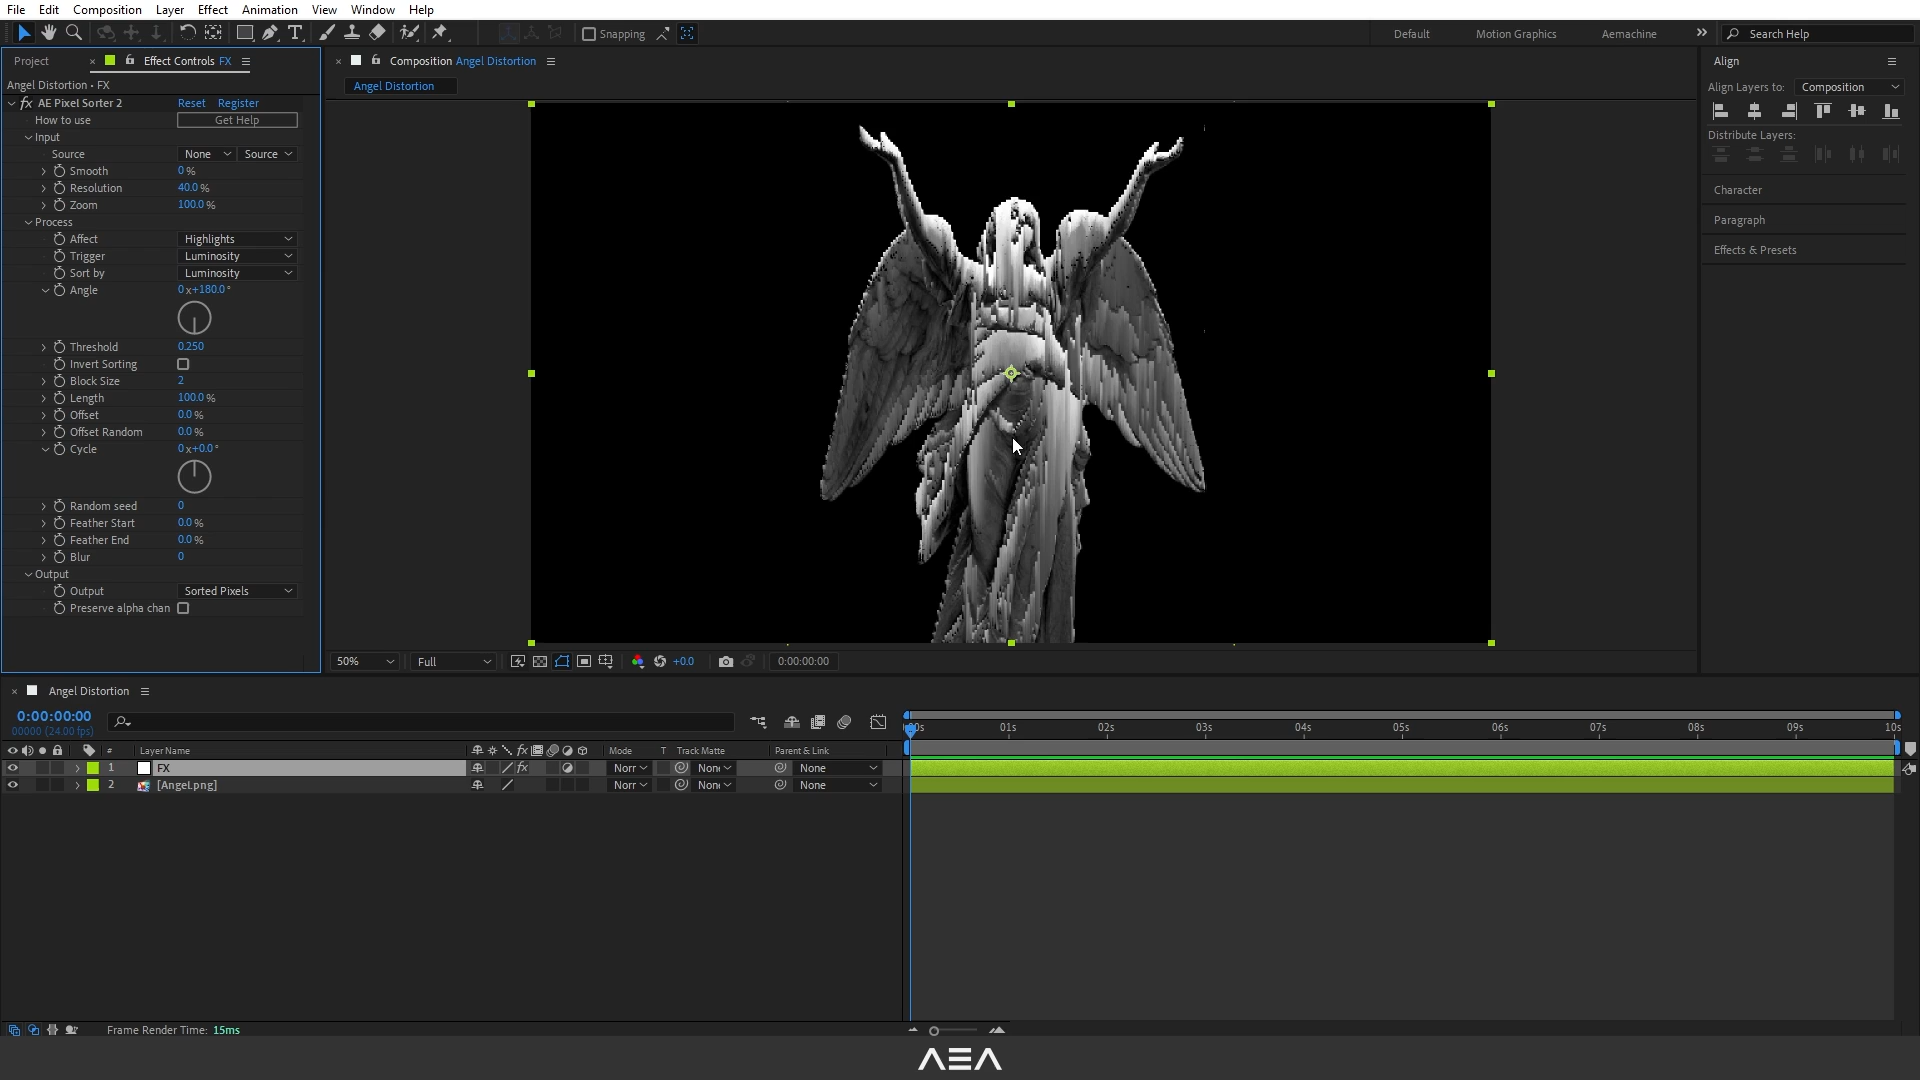 File Edit Composition Layer Effect Animation View Window Help
Snapping
Default Motion Graphics Aemachine » Search Help
Project × Effect Controls FX
× Composition Angel Distortion
Align
Angel Distortion • FX
Angel Distortion
Align Layers to: Composition
fx AE Pixel Sorter 2 Reset Register
How to use Get Help
Input
Distribute Layers:
Source None Source
Smooth 0 %
Resolution 40.0 %
Character
Zoom 100.0 %
Process
Paragraph
Affect Highlights
Effects & Presets
Trigger Luminosity
Sort by Luminosity
Angle 0 x+180.0 °
Threshold 0.250
Invert Sorting
Block Size 2
Length 100.0 %
Offset 0.0 %
Offset Random 0.0 %
Cycle 0 x+0.0 °
Random seed 0
Feather Start 0.0 %
Feather End 0.0 %
Blur 0
Output
Output Sorted Pixels
Preserve alpha chan
50% Full +0.0 0:00:00:00
× Angel Distortion
0:00:00:00
00000 (24.00 fps)
00s 01s 02s 03s 04s 05s 06s 07s 08s 09s 10s
# Layer Name fx Mode T Track Matte Parent & Link
1 FX fx Norr None None
2 [Angel.png] Norr None None
Frame Render Time: 15ms
AEA